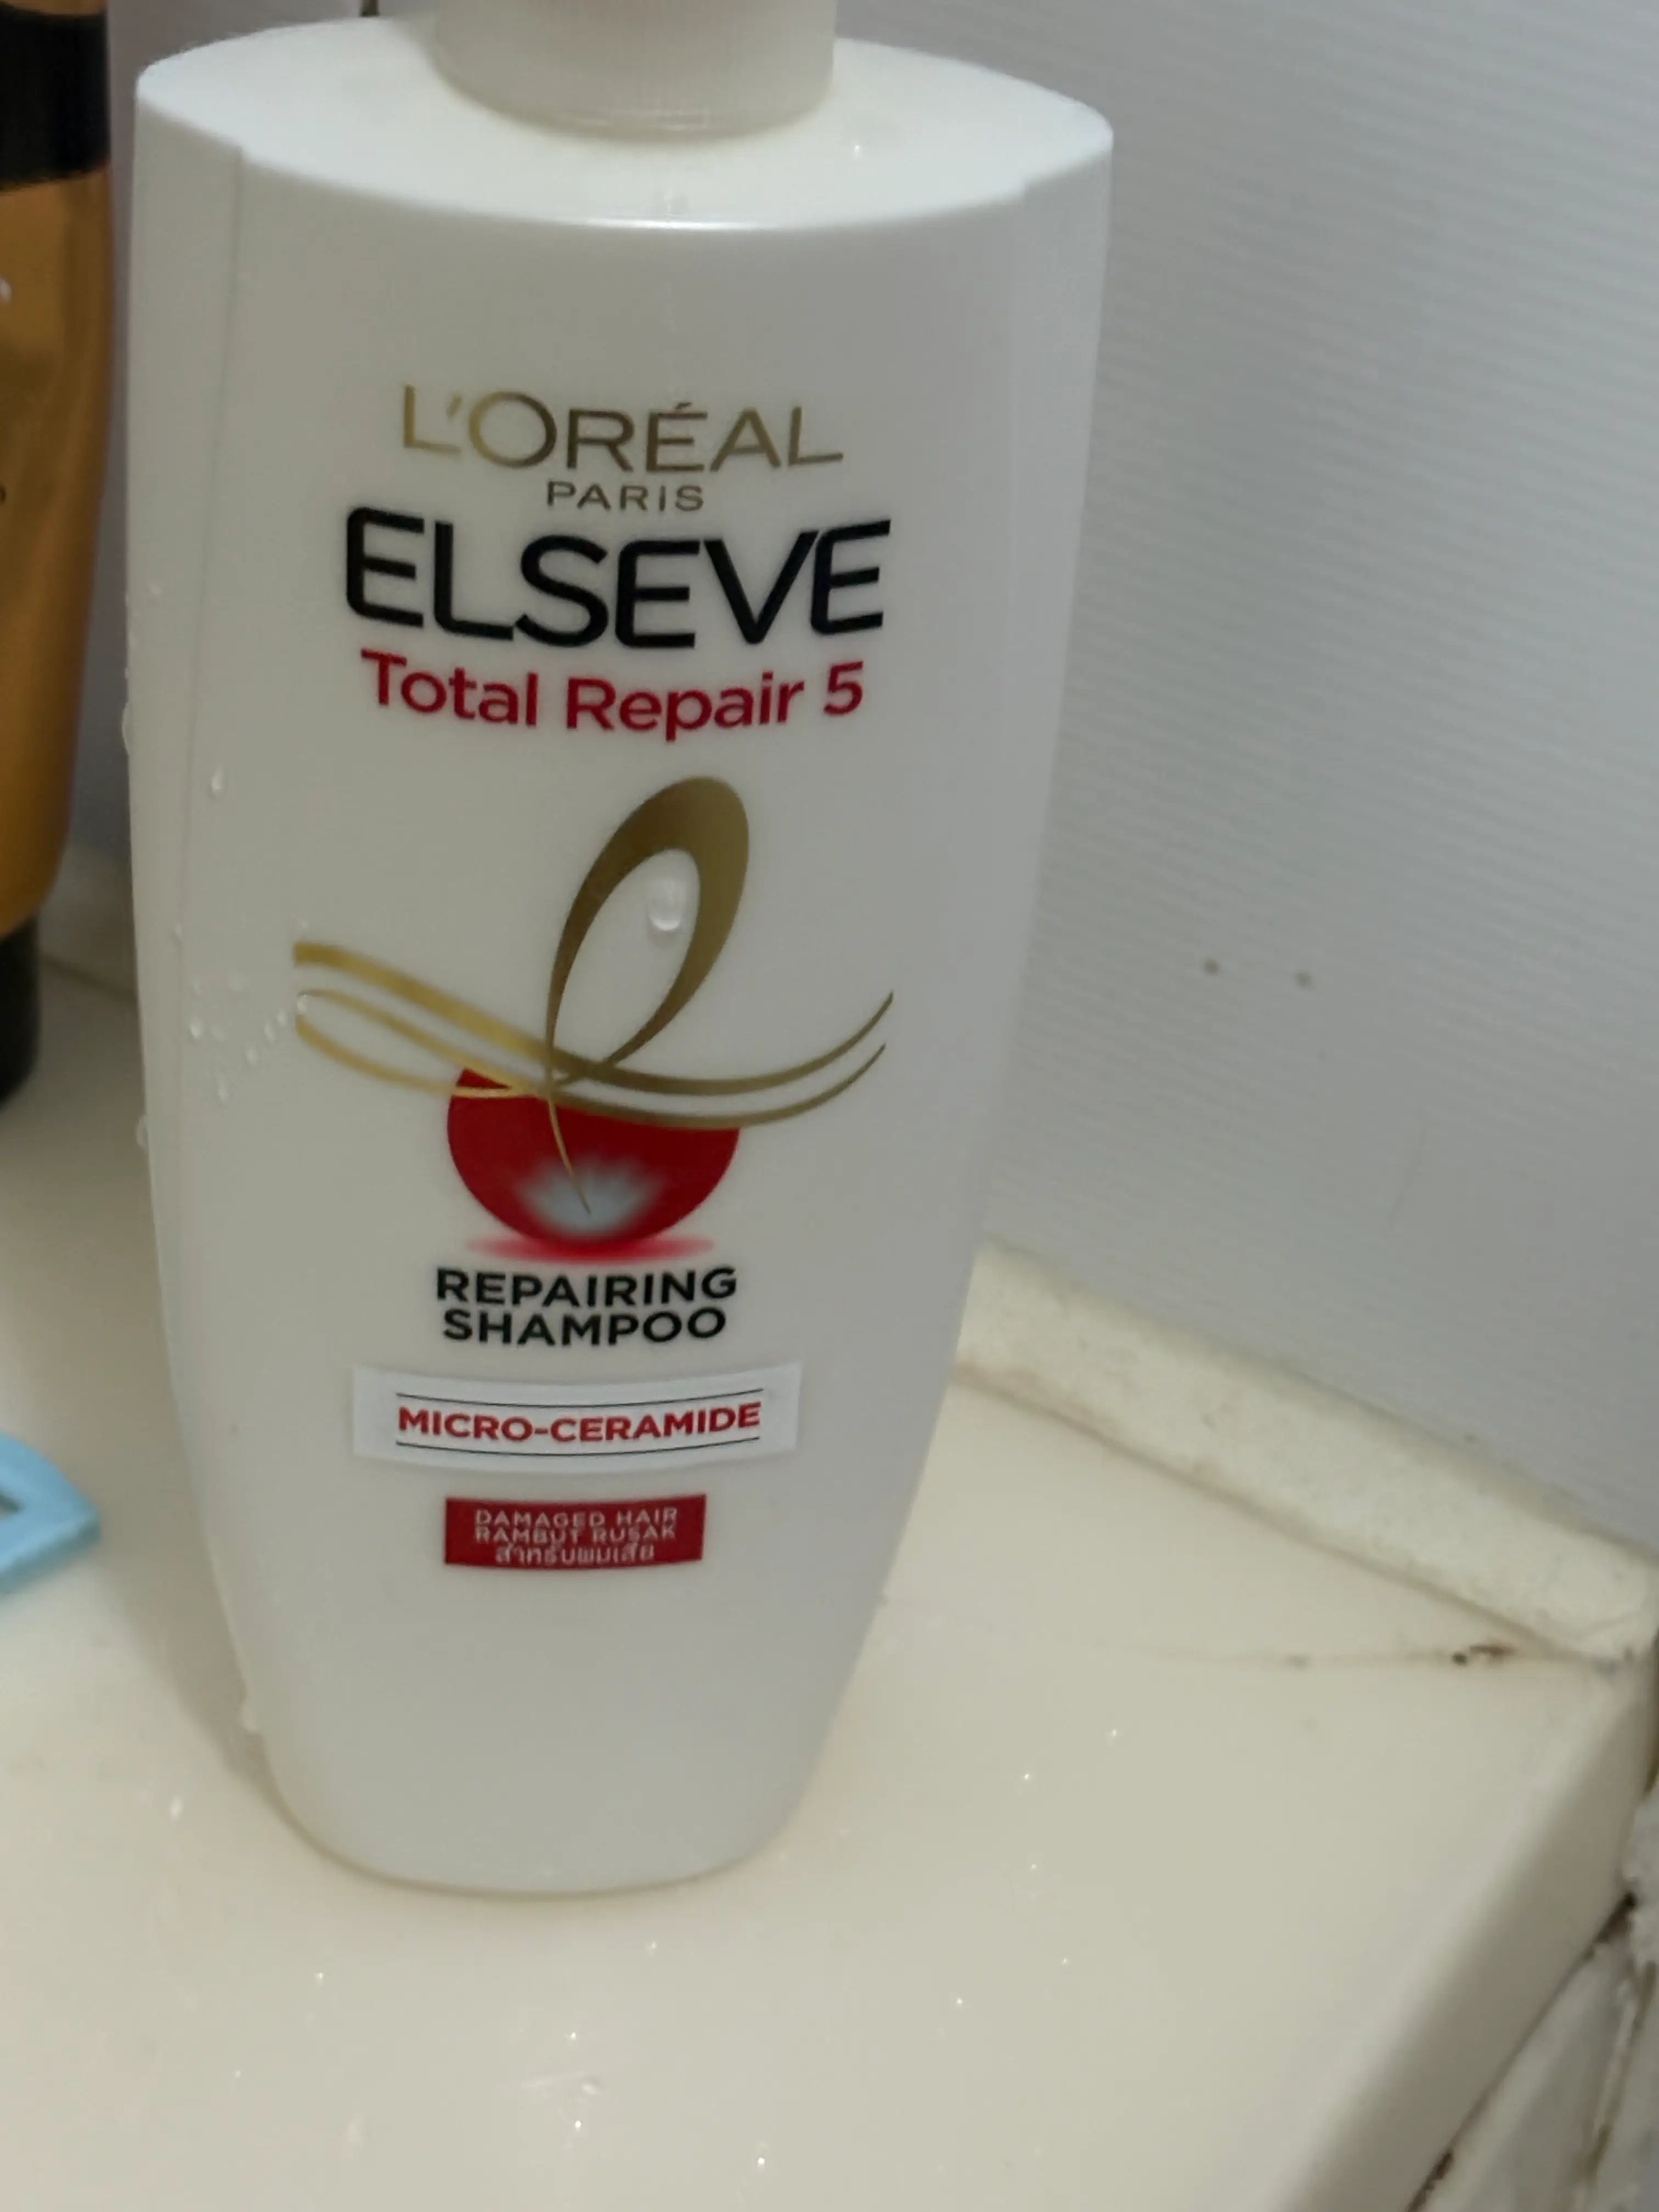 L'ORÉAL
PARIS
ELSEVE
Total Repair 5
REPAIRING
SHAMPOO
MICRO-CERAMIDE
DAMAGED HAIR
RAMBUT RUSAK
สำหรับผมเสีย